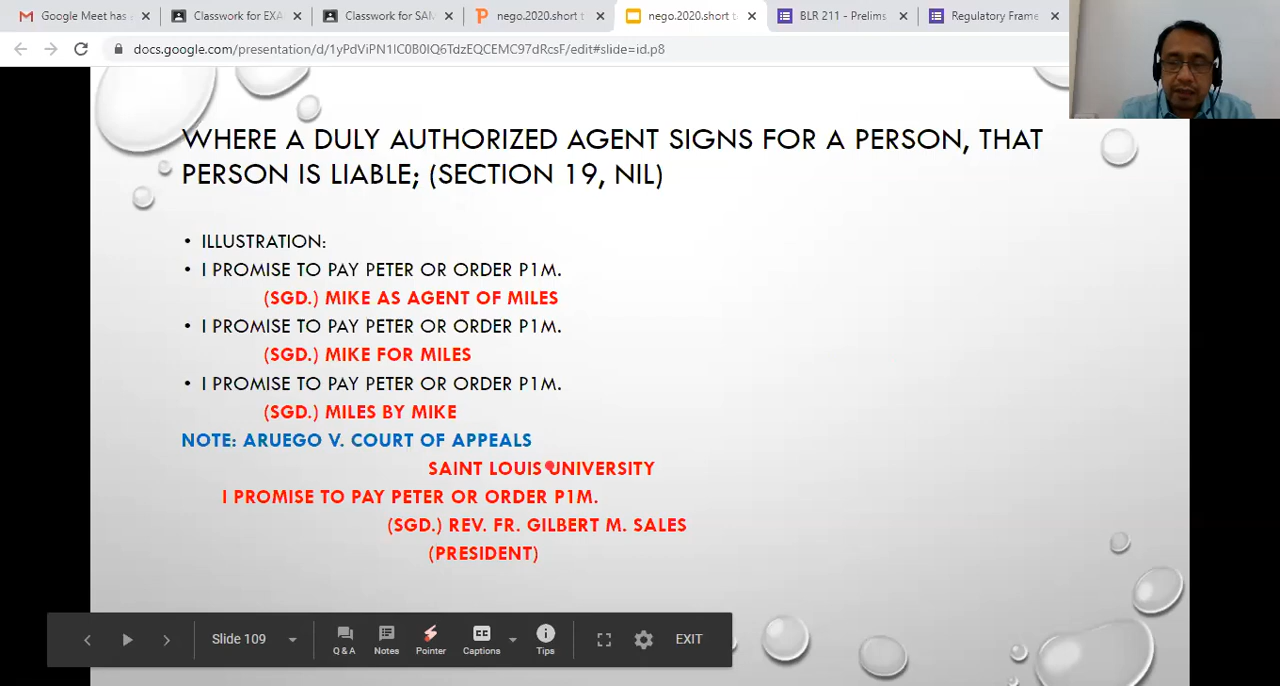 Google Meet has
Classwork for EXA
Classwork for SAM
nego.2020.short t
nego.2020.short t
BLR 211 - Prelims
Regulatory Frame
docs.google.com/presentation/d/1yPdViPN1IC0B0IQ6TdzEQCEMC97dRcsF/edit#slide=id.p8
WHERE A DULY AUTHORIZED AGENT SIGNS FOR A PERSON, THAT
PERSON IS LIABLE; (SECTION 19, NIL)
• ILLUSTRATION:
• I PROMISE TO PAY PETER OR ORDER P1M.
(SGD.) MIKE AS AGENT OF MILES
• I PROMISE TO PAY PETER OR ORDER P1M.
(SGD.) MIKE FOR MILES
• I PROMISE TO PAY PETER OR ORDER P1M.
(SGD.) MILES BY MIKE
NOTE: ARUEGO V. COURT OF APPEALS
SAINT LOUIS UNIVERSITY
I PROMISE TO PAY PETER OR ORDER P1M.
(SGD.) REV. FR. GILBERT M. SALES
(PRESIDENT)
Slide 109
Q & A
Notes
Pointer
Captions
Tips
EXIT